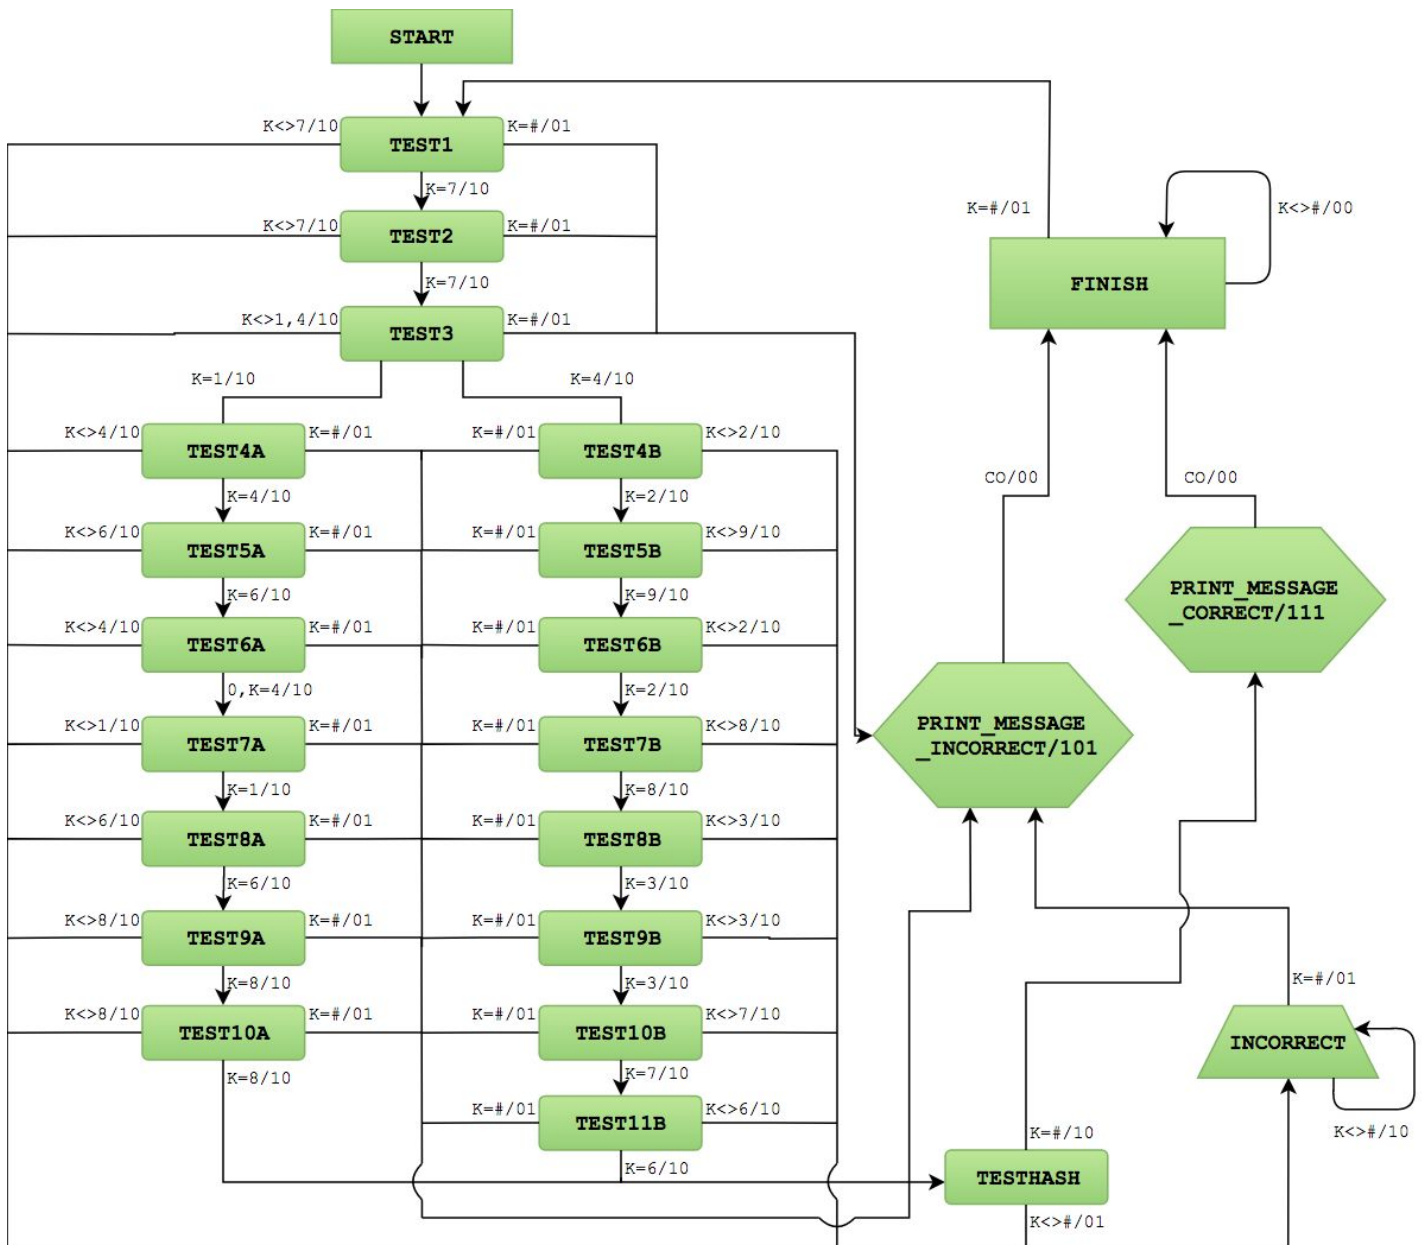 START
K<>7/10
K=#/01
TEST1
K=7/10
K=#/01
K<>#/00
K<>7/10
K=#/01
TEST2
K=7/10
FINISH
K<>1,4/10
K=#/01
TEST3
K=1/10
K=4/10
K<>4/10
K=#/01
K=#/01
K<>2/10
TEST4A
TEST4B
CO/00
CO/00
K=4/10
K=2/10
K<>6/10
K=#/01
K=#/01
K<>9/10
TEST5A
TEST5B
K=6/10
K=9/10
PRINT_MESSAGE
_CORRECT/111
K<>4/10
K=#/01
K=#/01
K<>2/10
TEST6A
TEST6B
0,K=4/10
K=2/10
K<>1/10
K=#/01
K=#/01
K<>8/10
PRINT_MESSAGE
_INCORRECT/101
TEST7A
TEST7B
K=1/10
K=8/10
K<>6/10
K=#/01
K=#/01
K<>3/10
TEST8A
TEST8B
K=6/10
K=3/10
K<>8/10
K=#/01
K=#/01
K<>3/10
TEST9A
TEST9B
K=8/10
K=3/10
K=#/01
K<>8/10
K=#/01
K=#/01
K<>7/10
TEST10A
TEST10B
INCORRECT
K=8/10
K=7/10
K=#/01
K<>6/10
TEST11B
K=#/10
K<>#/10
K=6/10
TESTHASH
K<>#/01